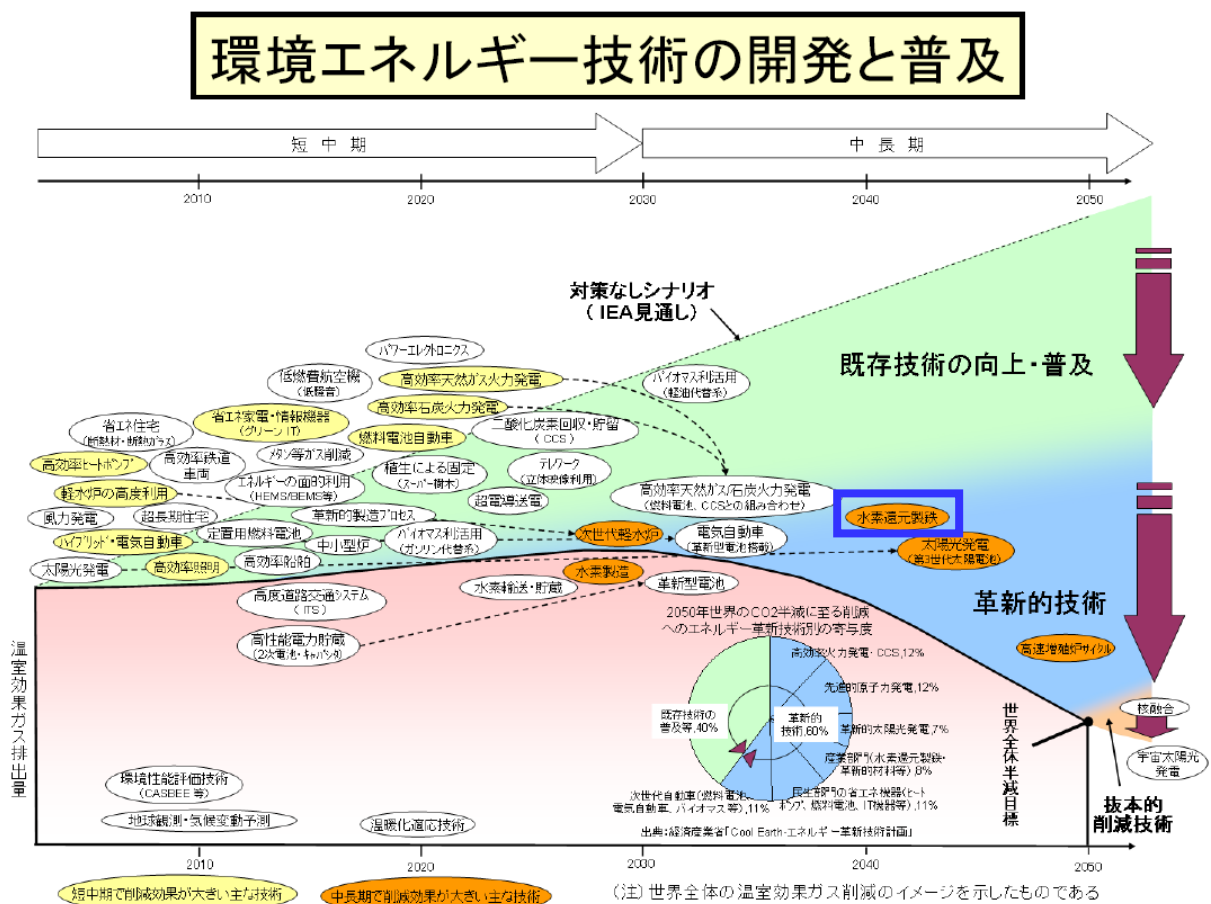 環境エネルギー技術の開発と普及
短中期
中長期
2010
2020
2030
2040
2050
対策なしシナリオ
(IEA見通し)
既存技術の向上・普及
パワーエレクトロニクス
低燃費航空機
(低騒音)
高効率天然ガス火力発電
バイオマス利活用
(軽油代替系)
省エネ家電・情報機器
(グリーンIT)
高効率石炭火力発電
省エネ住宅
(断熱材・断熱ガラス)
燃料電池自動車
二酸化炭素回収・貯留
(CCS)
高効率ヒートポンプ
高効率鉄道
車両
メタン等ガス削減
植生による固定
(スーパー樹木)
テレワーク
(立体映像利用)
エネルギーの面的利用
(HEMS/BEMS等)
軽水炉の高度利用
超電導送電
高効率天然ガス/石炭火力発電
(燃料電池、CCSとの組み合わせ)
風力発電
超長期住宅
革新的製造プロセス
水素還元製鉄
ハイブリッド・電気自動車
定置用燃料電池
中小型炉
バイオマス利活用
(ガソリン代替系)
次世代軽水炉
電気自動車
(革新型電池搭載)
太陽光発電
(第3世代太陽電池)
太陽光発電
高効率照明
高効率船舶
水素製造
水素輸送・貯蔵
革新型電池
高度道路交通システム
(ITS)
革新的技術
高性能電力貯蔵
(2次電池・キャパシタ)
2050年世界のCO2半減に至る削減
へのエネルギー革新技術別の寄与度
高速増殖炉サイクル
高効率火力発電・CCS,12%
先進的原子力発電,12%
既存技術の
普及等,40%
革新的
技術,60%
革新的太陽光発電,7%
産業部門(水素還元製鉄・
革新的材料等),8%
民生部門の省エネ機器(ヒート
ポンプ、燃料電池、IT機器等),11%
次世代自動車(燃料電池、
電気自動車、バイオマス等),11%
出典:経済産業省「Cool Earth-エネルギー革新技術計画」
世界全体半減目標
核融合
宇宙太陽光
発電
抜本的
削減技術
温室効果ガス排出量
環境性能評価技術
(CASBEE 等)
地球観測・気候変動予測
温暖化適応技術
2010
2020
2030
2040
2050
短中期で削減効果が大きい主な技術
中長期で削減効果が大きい主な技術
(注)世界全体の温室効果ガス削減のイメージを示したものである